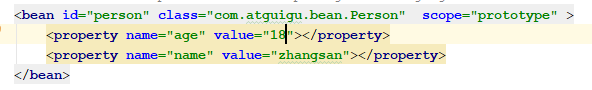 <bean id="person" class="com.atguigu.bean.Person"  scope="prototype" >
    <property name="age" value="18"></property>
    <property name="name" value="zhangsan"></property>
</bean>